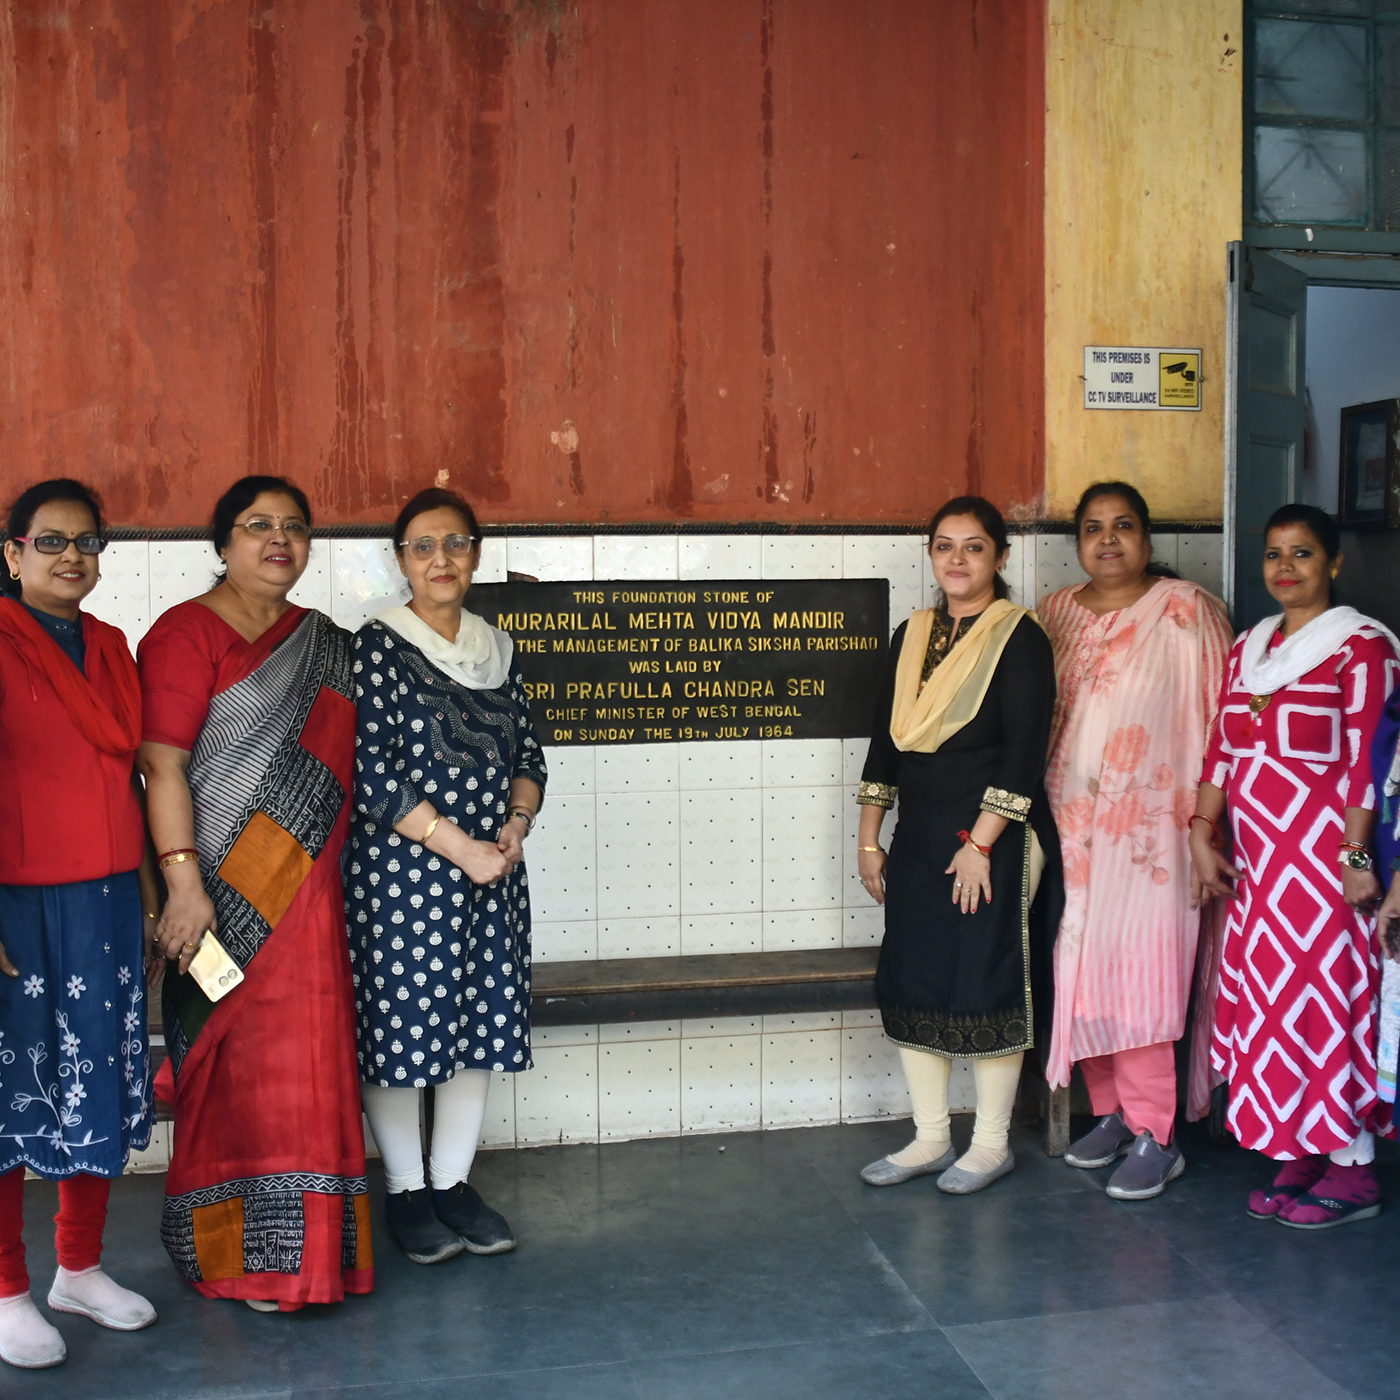 THIS FOUNDATION STONE OF
MURARILAL MEHTA VIDYA MANDIR
THE MANAGEMENT OF BALIKA SIKSHA PARISHAD
WAS LAID BY
SRI PRAFULLA CHANDRA SEN
CHIEF MINISTER OF WEST BENGAL
ON SUNDAY THE 19TH JULY 1964
THIS PREMISES IS
UNDER
CC TV SURVEILLANCE